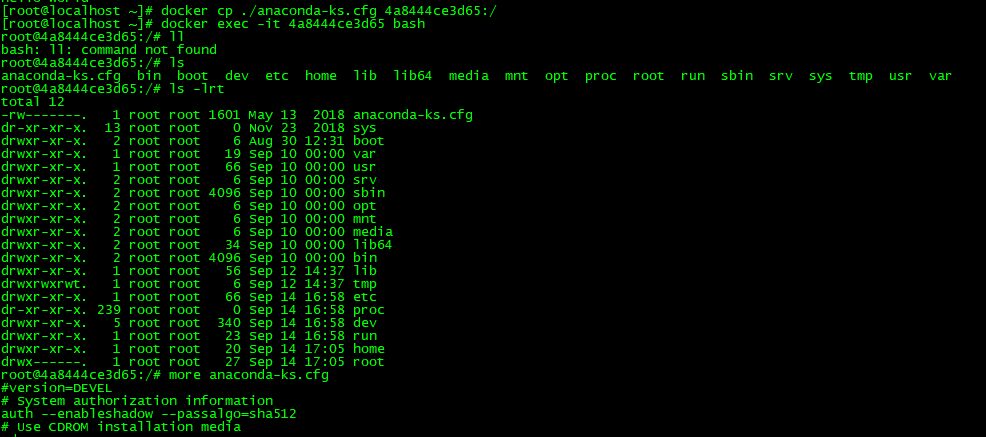 [root@localhost ~]# docker cp ./anaconda-ks.cfg 4a8444ce3d65:/
[root@localhost ~]# docker exec -it 4a8444ce3d65 bash
root@4a8444ce3d65:/# ll
bash: ll: command not found
root@4a8444ce3d65:/# ls
anaconda-ks.cfg  bin  boot  dev  etc  home  lib  lib64  media  mnt  opt  proc  root  run  sbin  srv  sys  tmp  usr  var
root@4a8444ce3d65:/# ls -lrt
total 12
-rw-------.   1 root root 1601 May 13  2018 anaconda-ks.cfg
dr-xr-xr-x.  13 root root    0 Nov 23  2018 sys
drwxr-xr-x.   2 root root    6 Aug 30 12:31 boot
drwxr-xr-x.   1 root root   19 Sep 10 00:00 var
drwxr-xr-x.   1 root root   66 Sep 10 00:00 usr
drwxr-xr-x.   2 root root    6 Sep 10 00:00 srv
drwxr-xr-x.   2 root root 4096 Sep 10 00:00 sbin
drwxr-xr-x.   2 root root    6 Sep 10 00:00 opt
drwxr-xr-x.   2 root root    6 Sep 10 00:00 mnt
drwxr-xr-x.   2 root root    6 Sep 10 00:00 media
drwxr-xr-x.   2 root root   34 Sep 10 00:00 lib64
drwxr-xr-x.   2 root root 4096 Sep 10 00:00 bin
drwxr-xr-x.   1 root root   56 Sep 12 14:37 lib
drwxrwxrwt.   1 root root    6 Sep 12 14:37 tmp
drwxr-xr-x.   1 root root   66 Sep 14 16:58 etc
dr-xr-xr-x. 239 root root    0 Sep 14 16:58 proc
drwxr-xr-x.   5 root root  340 Sep 14 16:58 dev
drwxr-xr-x.   1 root root   23 Sep 14 16:58 run
drwxr-xr-x.   1 root root   20 Sep 14 17:05 home
drwx------.   1 root root   27 Sep 14 17:05 root
root@4a8444ce3d65:/# more anaconda-ks.cfg
#version=DEVEL
# System authorization information
auth --enableshadow --passalgo=sha512
# Use CDROM installation media